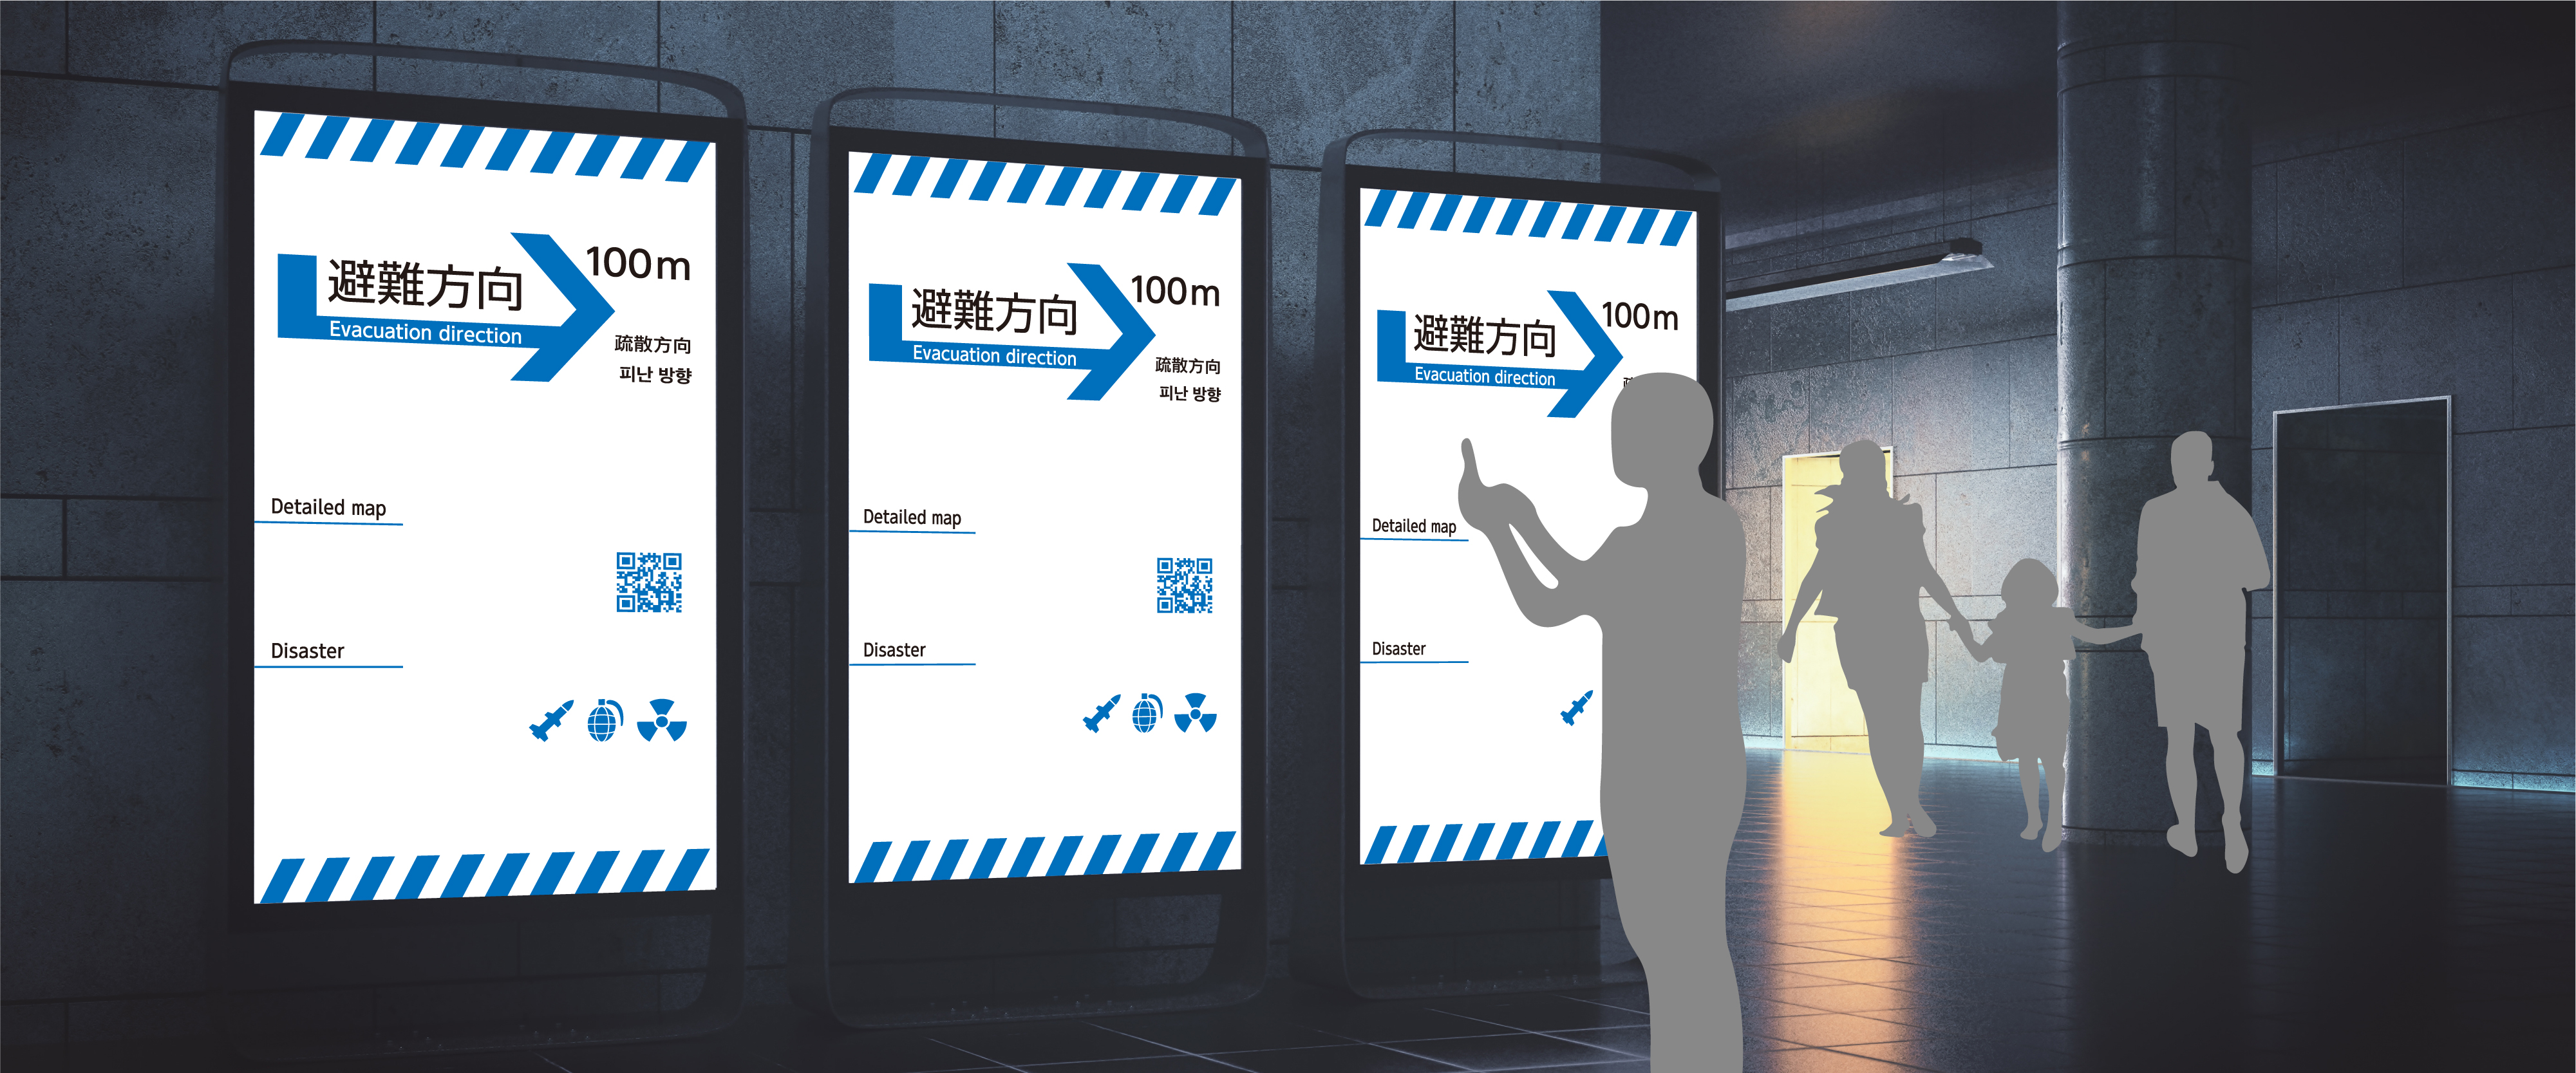 避難方向
Evacuation direction
100m
疏散方向
피난 방향
Detailed map
Disaster
避難方向
Evacuation direction
100m
疏散方向
피난 방향
Detailed map
Disaster
避難方向
Evacuation direction
100m
Detailed map
Disaster